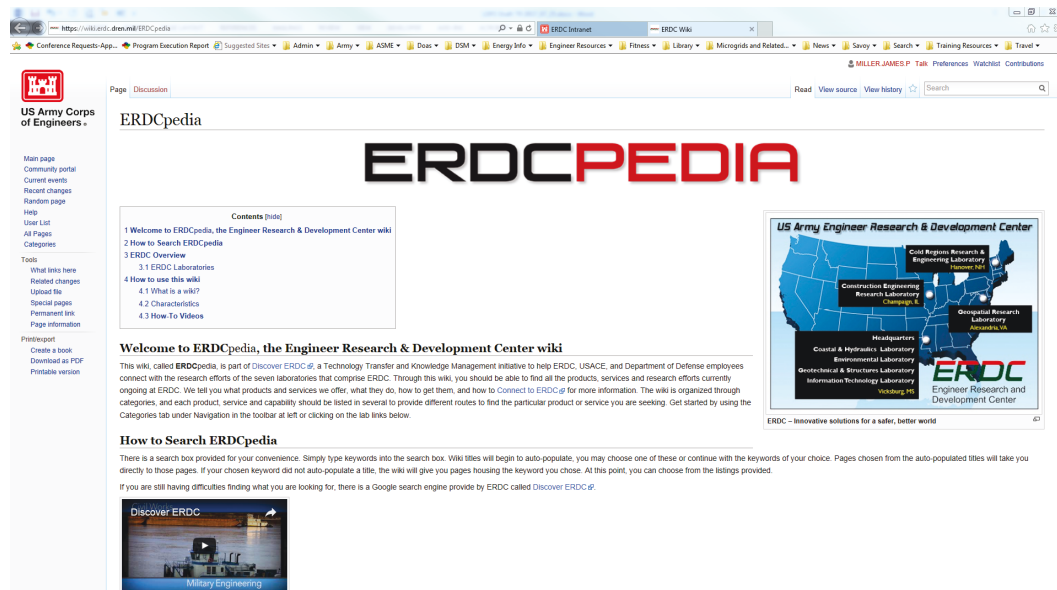 https://wiki.erdc.dren.mil/ERDCpedia
ERDC Intranet
ERDC Wiki
Conference Requests-App...
Program Execution Report
Suggested Sites
Admin
Army
ASME
Doas
DSM
Energy Info
Engineer Resources
Fitness
Library
Microgrids and Related...
News
Savoy
Search
Training Resources
Travel
MILLER.JAMES.P Talk Preferences Watchlist Contributions
Page Discussion
Read View source View history
Search
US Army Corps
of Engineers®
Main page
Community portal
Current events
Recent changes
Random page
Help
User List
All Pages
Categories
Tools
What links here
Related changes
Upload file
Special pages
Permanent link
Page information
Print/export
Create a book
Download as PDF
Printable version
ERDCpedia
ERDCPEDIA
Contents [hide]
1 Welcome to ERDCpedia, the Engineer Research & Development Center wiki
2 How to Search ERDCpedia
3 ERDC Overview
3.1 ERDC Laboratories
4 How to use this wiki
4.1 What is a wiki?
4.2 Characteristics
4.3 How-To Videos
US Army Engineer Research & Development Center
Cold Regions Research &
Engineering Laboratory
Hanover, NH
Construction Engineering
Research Laboratory
Champaign, IL
Geospatial Research
Laboratory
Alexandria, VA
Headquarters
Coastal & Hydraulics Laboratory
Environmental Laboratory
Geotechnical & Structures Laboratory
Information Technology Laboratory
Vicksburg, MS
ERDC
Engineer Research and
Development Center
ERDC – Innovative solutions for a safer, better world
Welcome to ERDCpedia, the Engineer Research & Development Center wiki
This wiki, called ERDCpedia, is part of Discover ERDC, a Technology Transfer and Knowledge Management initiative to help ERDC, USACE, and Department of Defense employees
connect with the research efforts of the seven laboratories that comprise ERDC. Through this wiki, you should be able to find all the products, services and research efforts currently
ongoing at ERDC. We tell you what products and services we offer, what they do, how to get them, and how to Connect to ERDC for more information. The wiki is organized through
categories, and each product, service and capability should be listed in several to provide different routes to find the particular product or service you are seeking. Get started by using the
Categories tab under Navigation in the toolbar at left or clicking on the lab links below.
How to Search ERDCpedia
There is a search box provided for your convenience. Simply type keywords into the search box. Wiki titles will begin to auto-populate, you may choose one of these or continue with the keywords of your choice. Pages chosen from the auto-populated titles will take you
directly to those pages. If your chosen keyword did not auto-populate a title, the wiki will give you pages housing the keyword you chose. At this point, you can choose from the listings provided.
If you are still having difficulties finding what you are looking for, there is a Google search engine provide by ERDC called Discover ERDC.
Discover ERDC
Military Engineering